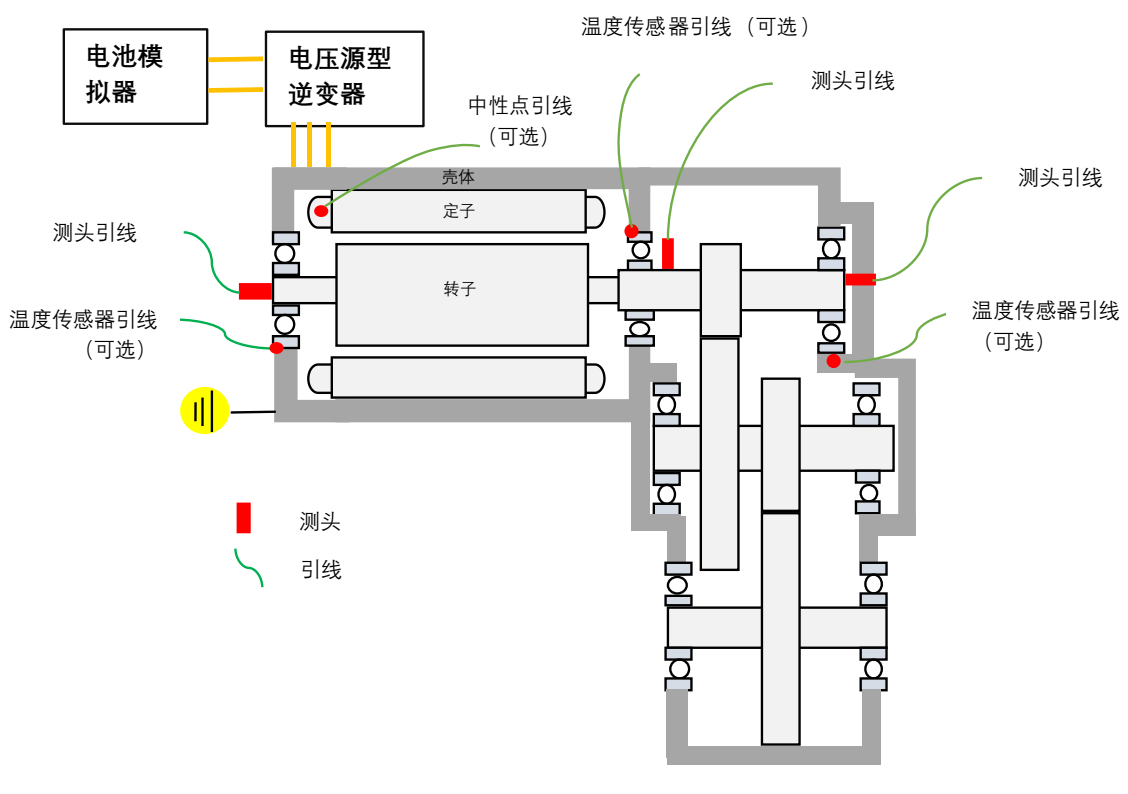 温度传感器引线（可选）
电池模
拟器
电压源型
逆变器
测头引线
中性点引线
（可选）
壳体
测头引线
定子
测头引线
转子
温度传感器引线
（可选）
温度传感器引线
（可选）
测头
引线